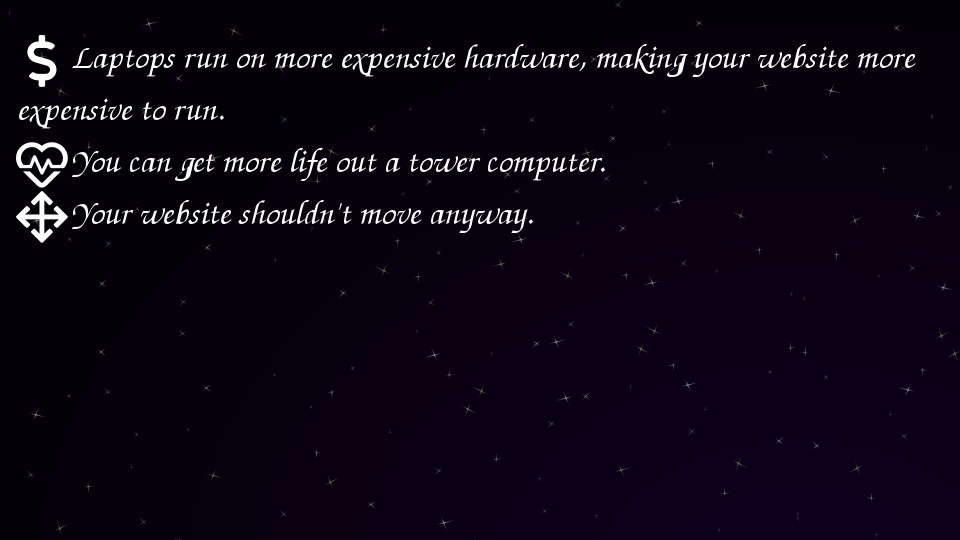 $ Laptops run on more expensive hardware, making your website more
expensive to run.
You can get more life out a tower computer.
Your website shouldn't move anyway.